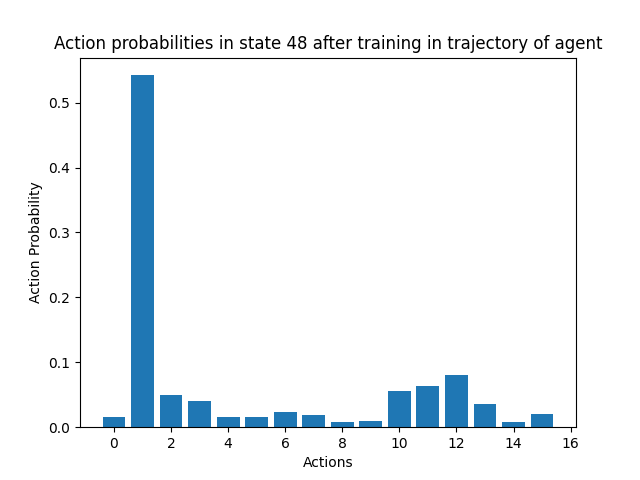 Action probabilities in state 48 after training in trajectory of agent
Action Probability
0.5
0.4
0.3
0.2
0.1
0.0
0 2 4 6 8 10 12 14 16
Actions